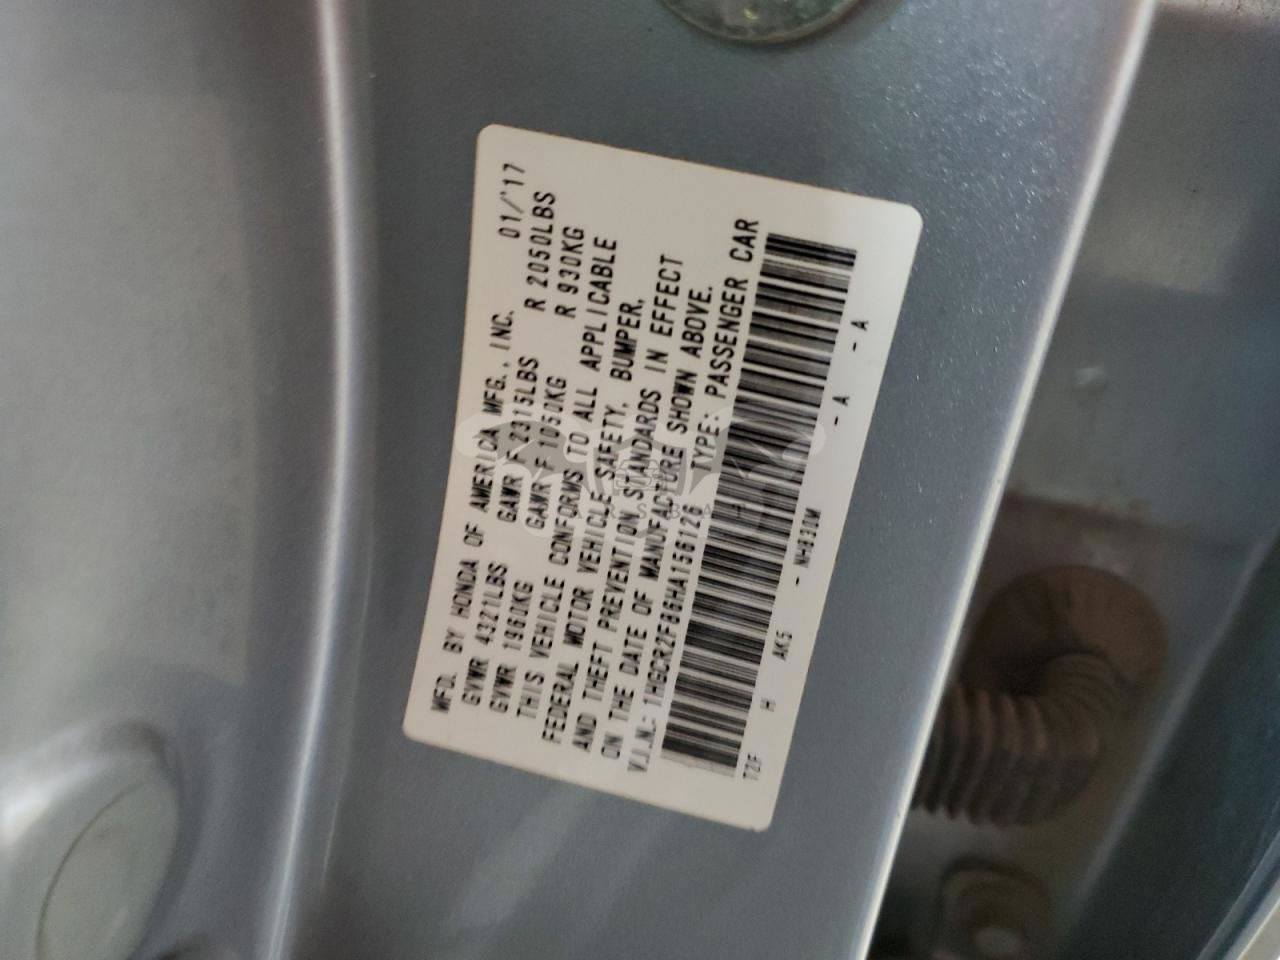 MFD. BY HONDA OF AMERICA MFG., INC. 01/'17
GVWR 4321LBS GAWR F 2315LBS R 2050LBS
GVWR 1960KG GAWR F 1050KG R 930KG
THIS VEHICLE CONFORMS TO ALL APPLICABLE
FEDERAL MOTOR VEHICLE SAFETY, BUMPER,
AND THEFT PREVENTION STANDARDS IN EFFECT
ON THE DATE OF MANUFACTURE SHOWN ABOVE.
V.I.N.: 1HGCR2F86HA156126 TYPE: PASSENGER CAR
H AK5 - NH830M - A - A